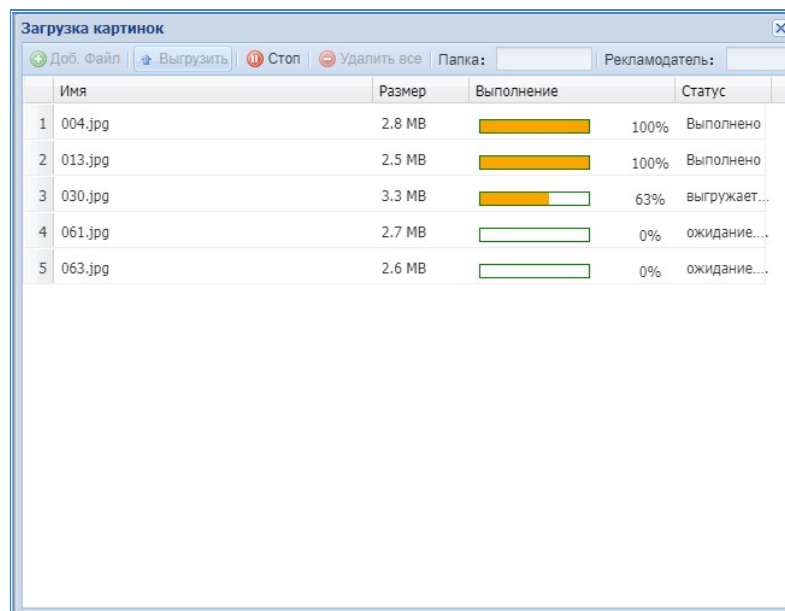 Загрузка картинок
Доб. Файл Выгрузить Стоп Удалить все Папка: Рекламодатель:
Имя Размер Выполнение Статус
1 004.jpg 2.8 MB 100% Выполнено
2 013.jpg 2.5 MB 100% Выполнено
3 030.jpg 3.3 MB 63% выгружает...
4 061.jpg 2.7 MB 0% ожидание....
5 063.jpg 2.6 MB 0% ожидание....